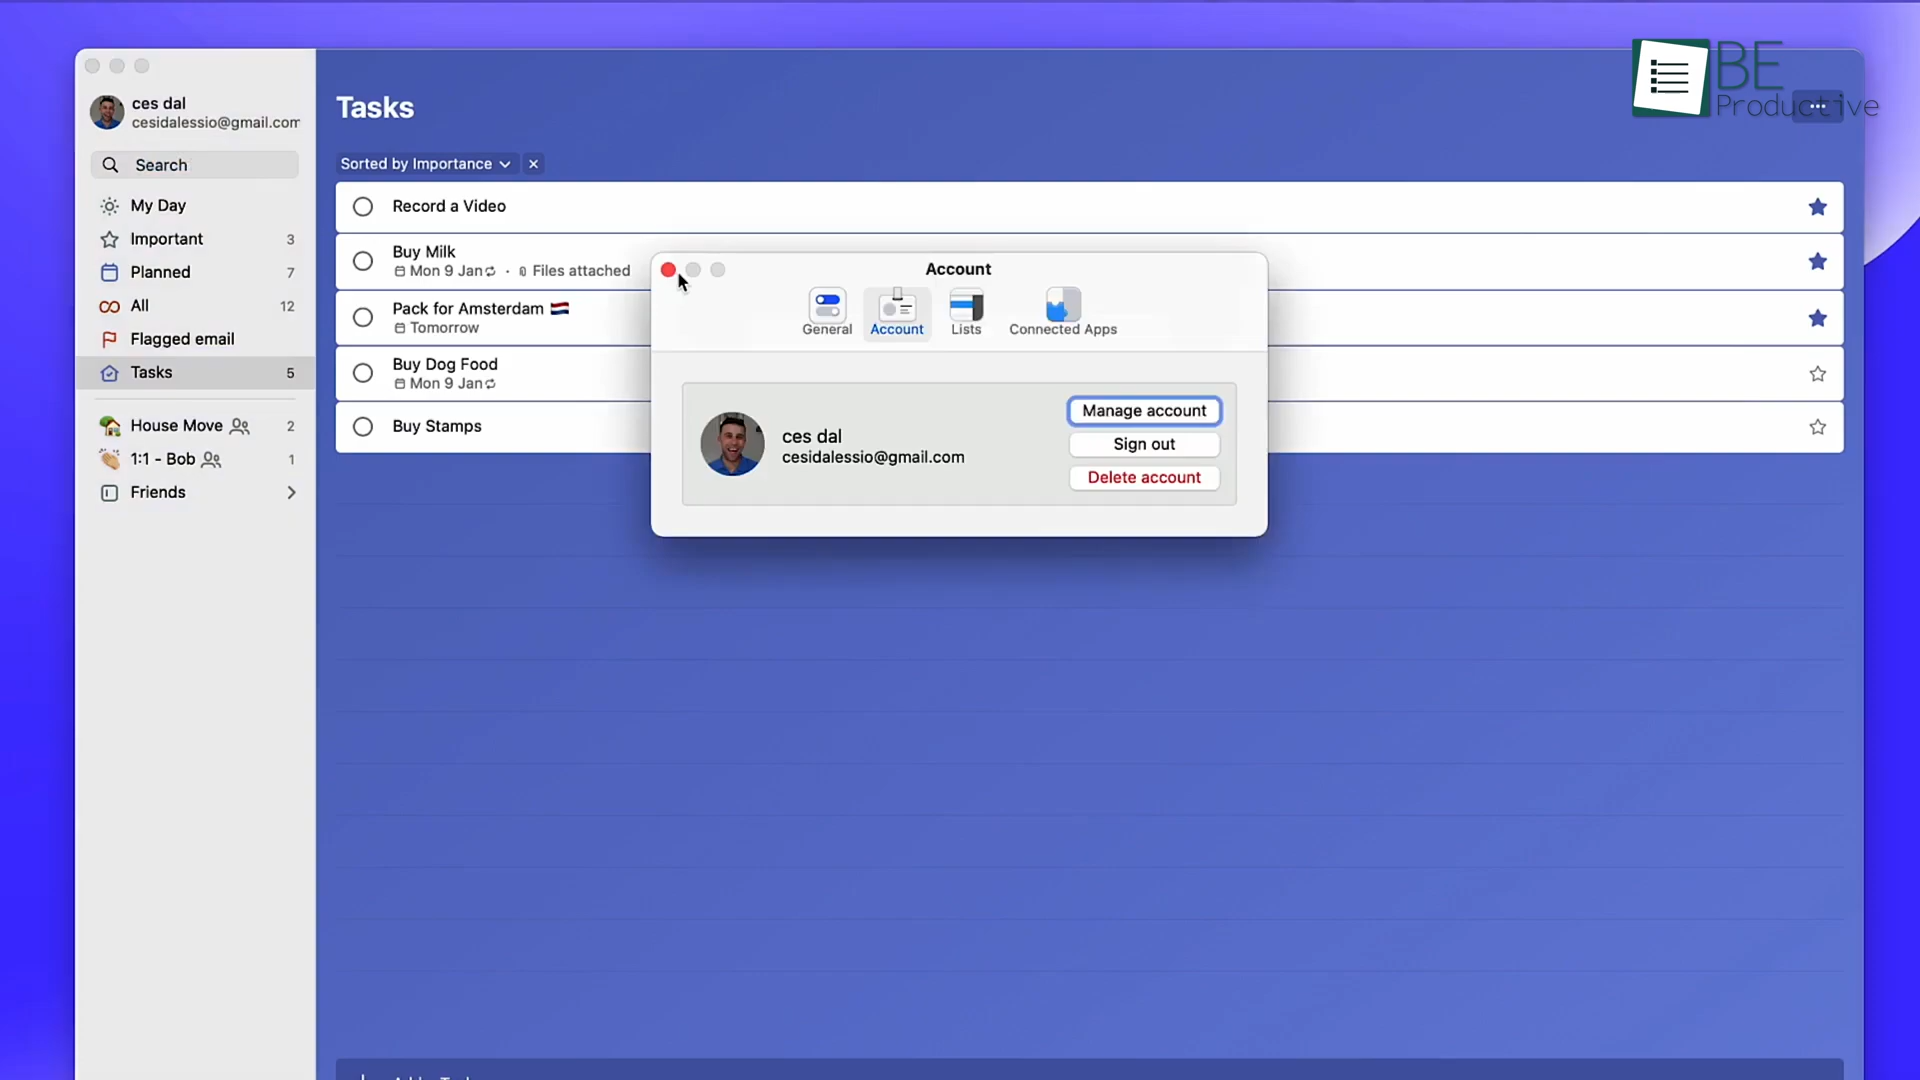 BE
Productive
ces dal
cesidalessio@gmail.com
Search
My Day
Important 3
Planned 7
All 12
Flagged email
Tasks 5
House Move 2
1:1 - Bob 1
Friends
Tasks
Sorted by Importance
Record a Video
Buy Milk
Mon 9 Jan · Files attached
Pack for Amsterdam 🇳🇱
Tomorrow
Buy Dog Food
Mon 9 Jan
Buy Stamps
Account
General Account Lists Connected Apps
ces dal
cesidalessio@gmail.com
Manage account
Sign out
Delete account